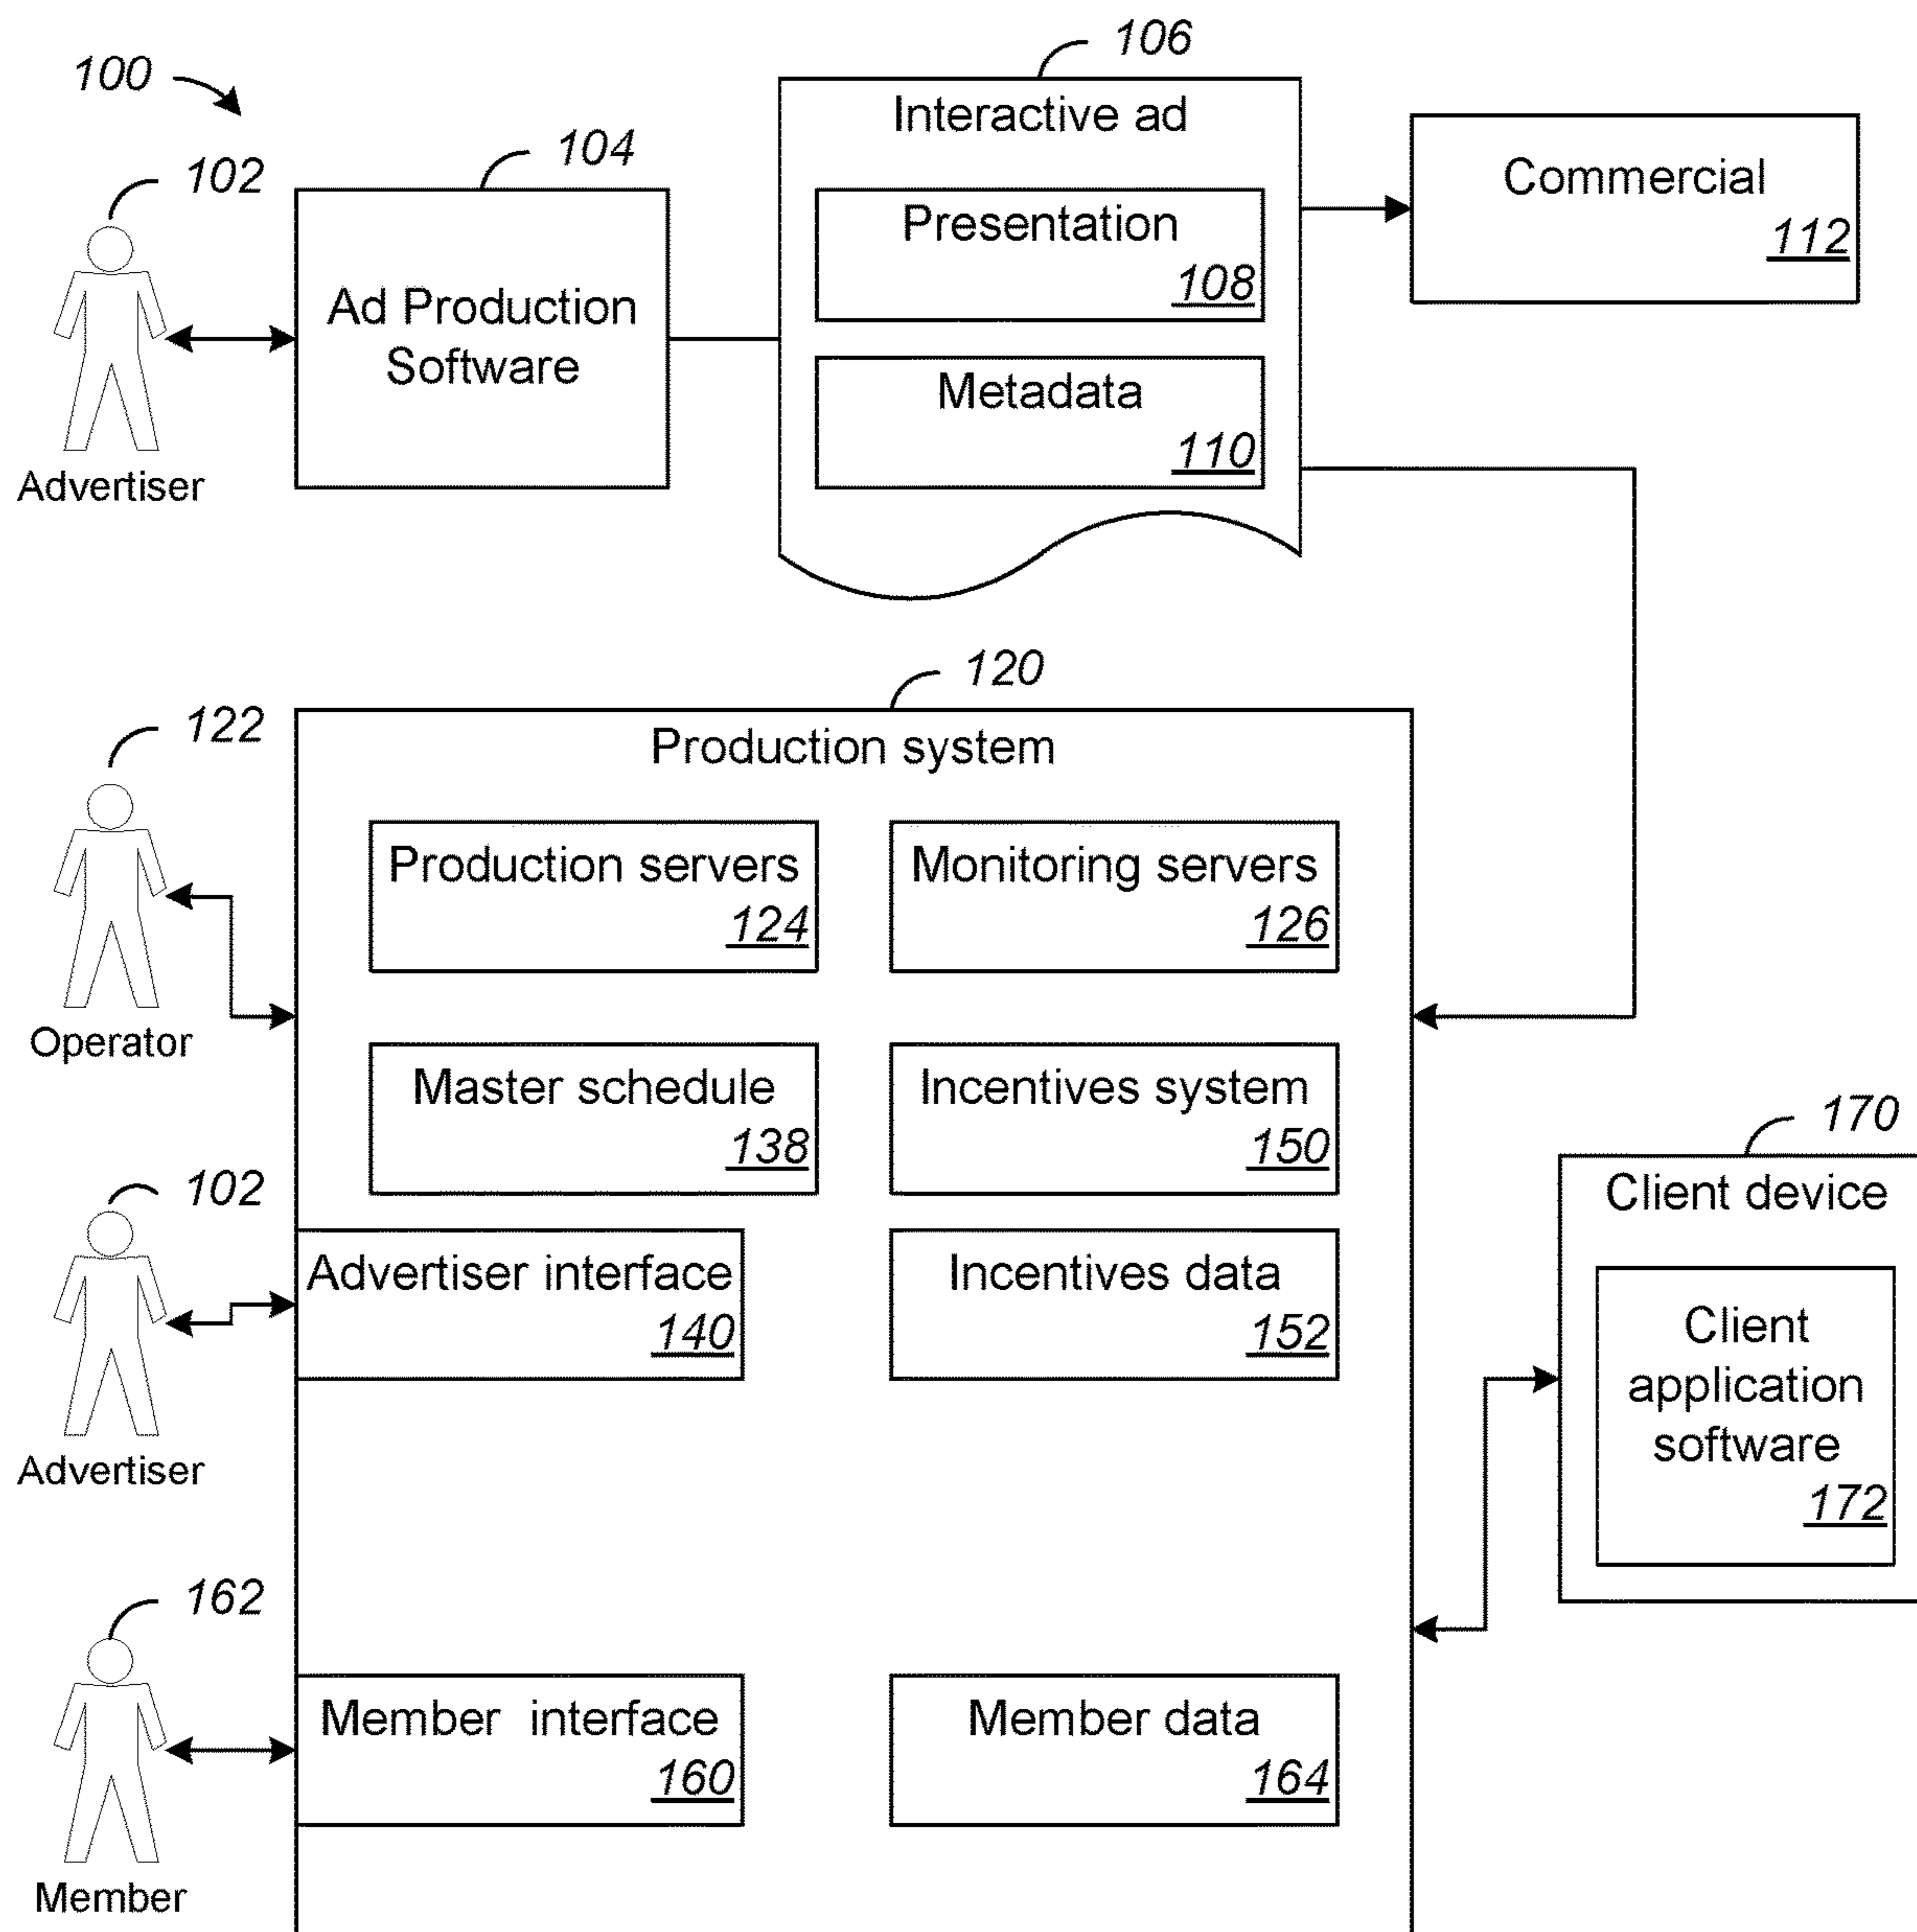 100
102
Advertiser
104
Ad Production
Software
106
Interactive ad
Presentation
108
Metadata
110
Commercial
112
120
Production system
122
Operator
Production servers
124
Monitoring servers
126
Master schedule
138
Incentives system
150
102
Advertiser
Advertiser interface
140
Incentives data
152
170
Client device
Client
application
software
172
162
Member
Member interface
160
Member data
164